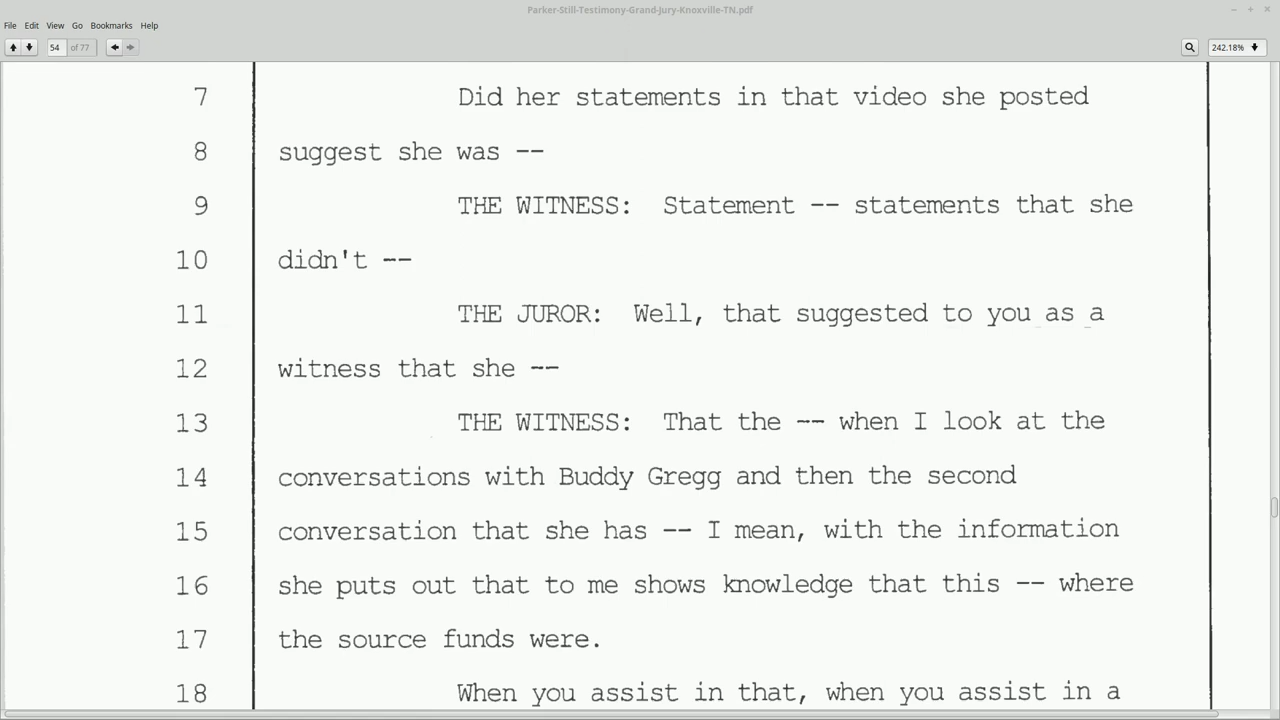 Parker-Still-Testimony-Grand-Jury-Knoxville-TN.pdf
File Edit View Go Bookmarks Help
54 of 77 242.18%
7 Did her statements in that video she posted
8 suggest she was --
9 THE WITNESS: Statement -- statements that she
10 didn't --
11 THE JUROR: Well, that suggested to you as a
12 witness that she --
13 THE WITNESS: That the -- when I look at the
14 conversations with Buddy Gregg and then the second
15 conversation that she has -- I mean, with the information
16 she puts out that to me shows knowledge that this -- where
17 the source funds were.
18 When you assist in that, when you assist in a